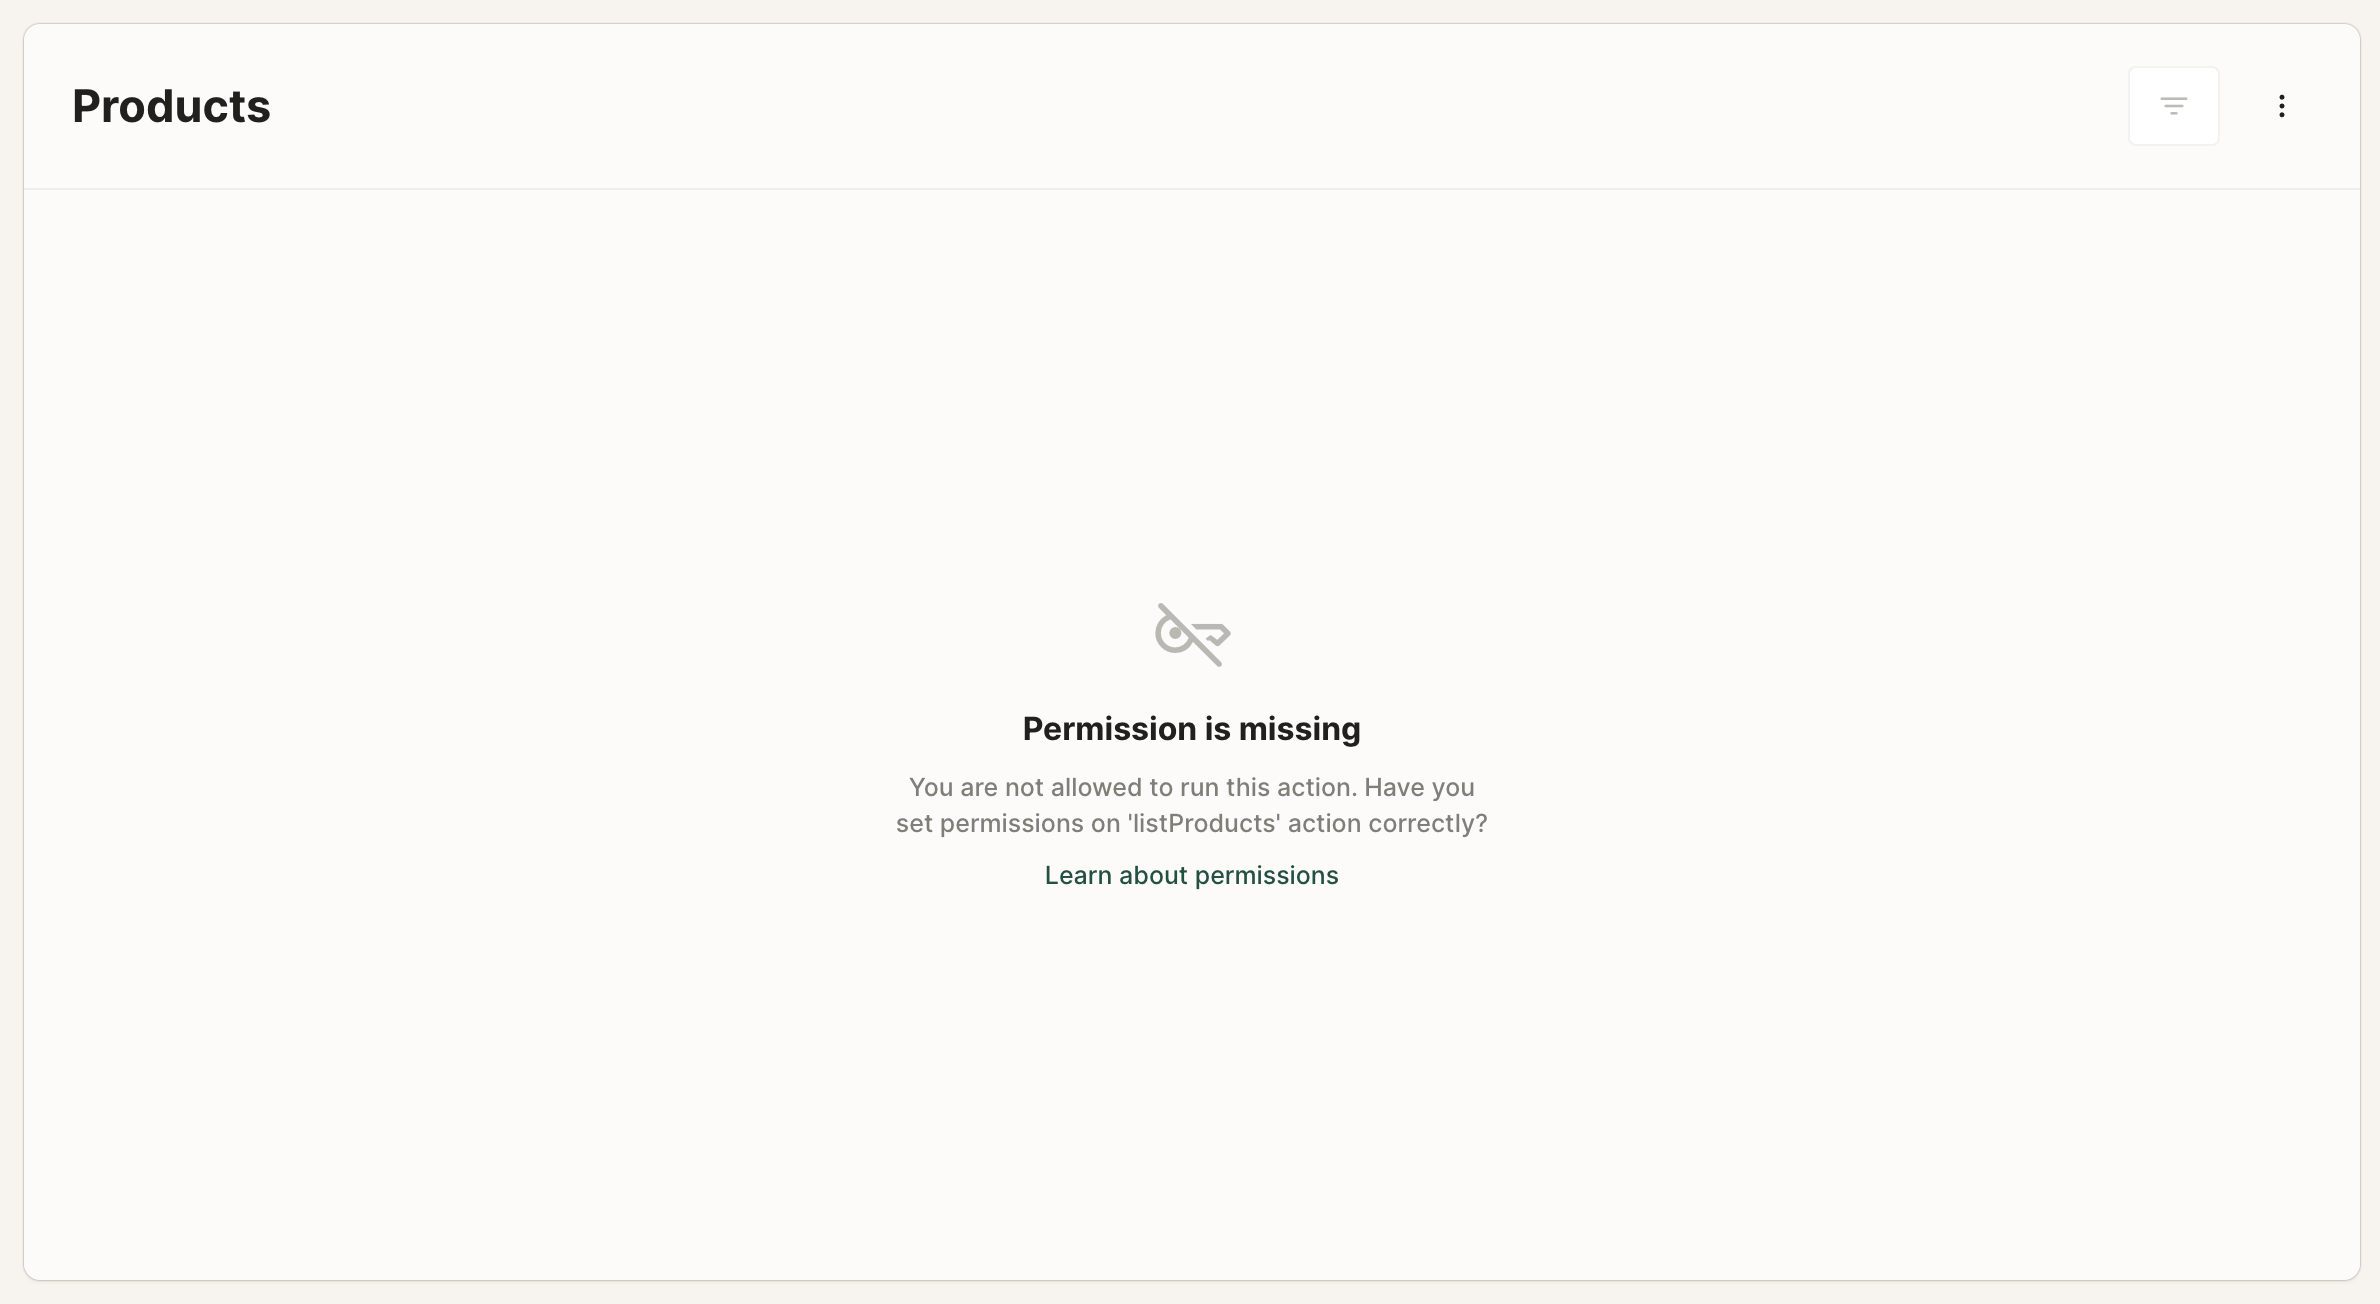 Products
Permission is missing
You are not allowed to run this action. Have you
set permissions on 'listProducts' action correctly?
Learn about permissions